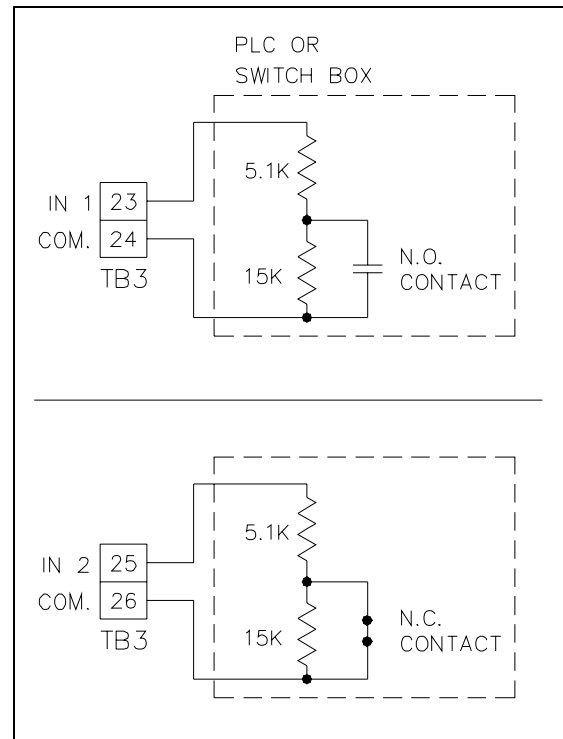 PLC OR
SWITCH BOX
5.1K
IN 1 23
COM. 24
TB3
15K
N.O.
CONTACT
5.1K
IN 2 25
COM. 26
TB3
15K
N.C.
CONTACT